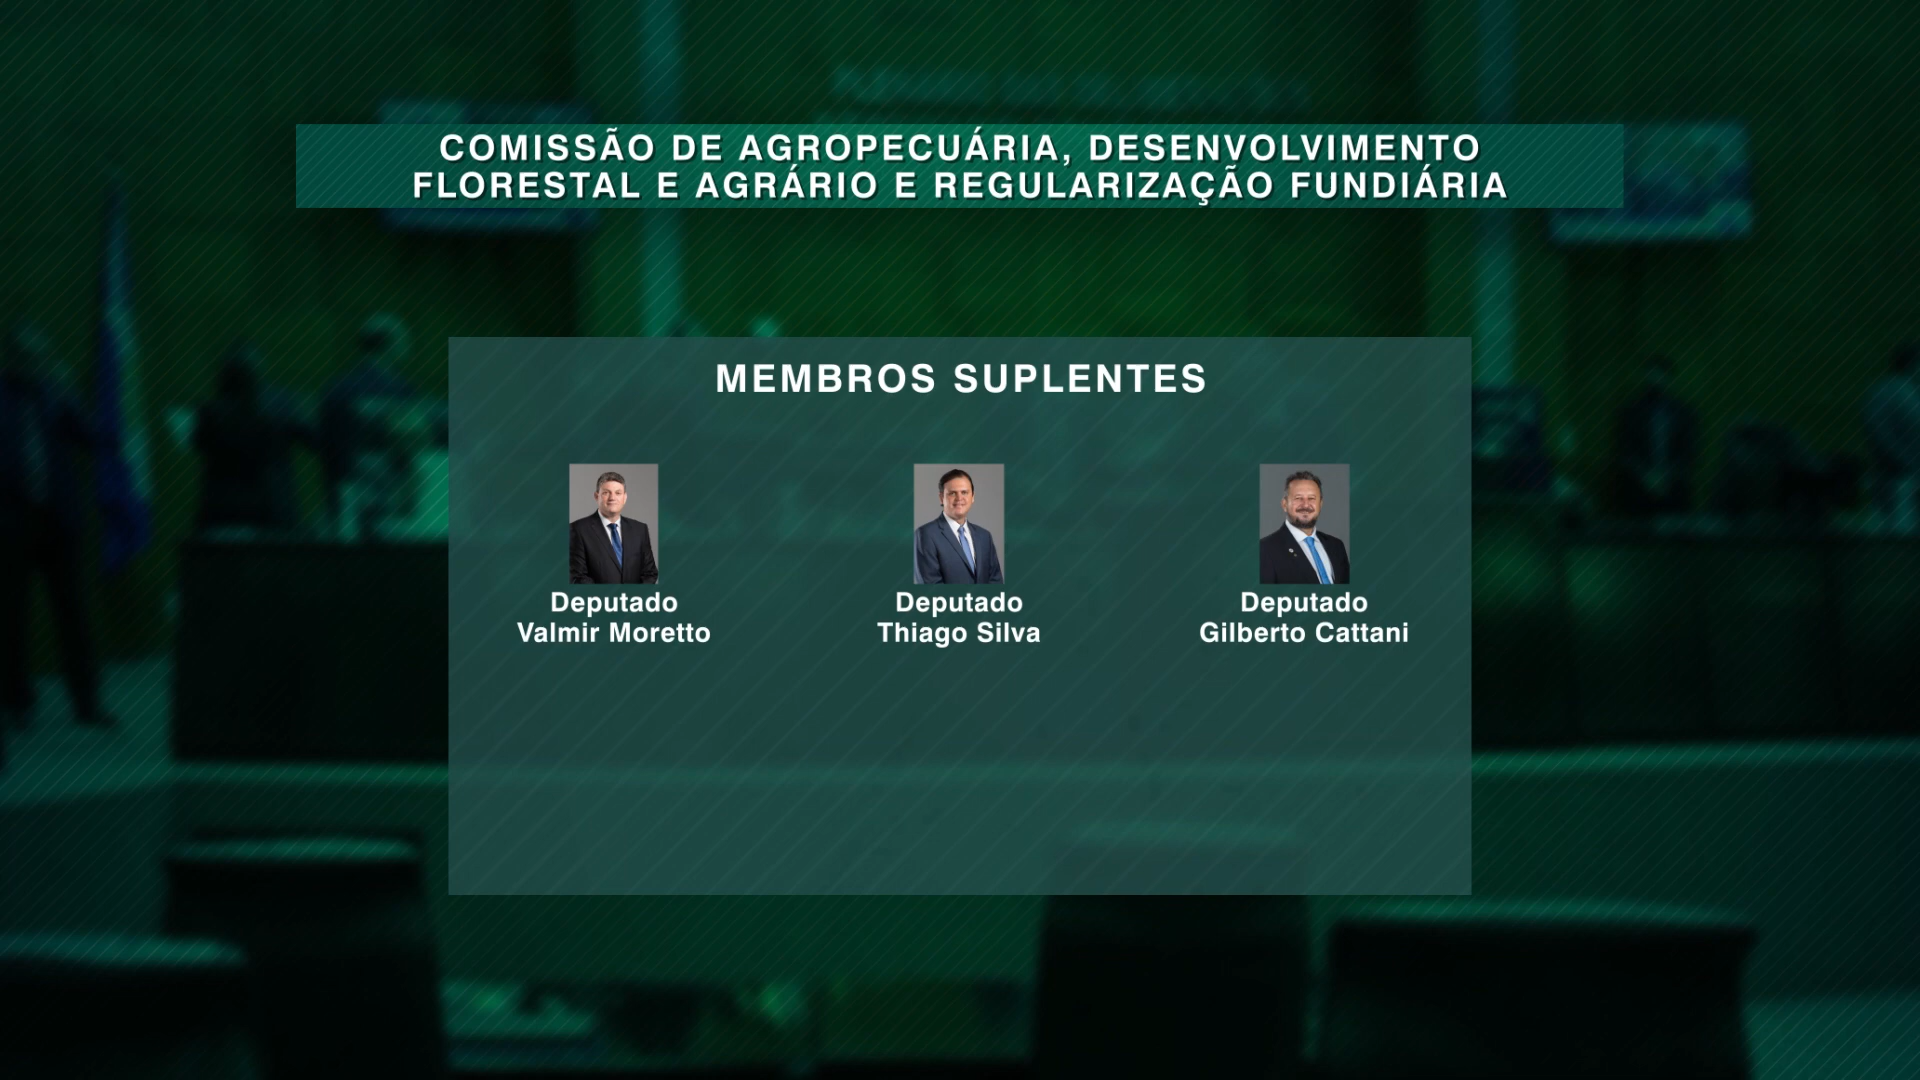 COMISSÃO DE AGROPECUÁRIA, DESENVOLVIMENTO
FLORESTAL E AGRÁRIO E REGULARIZAÇÃO FUNDIÁRIA
MEMBROS SUPLENTES
Deputado
Valmir Moretto
Deputado
Thiago Silva
Deputado
Gilberto Cattani